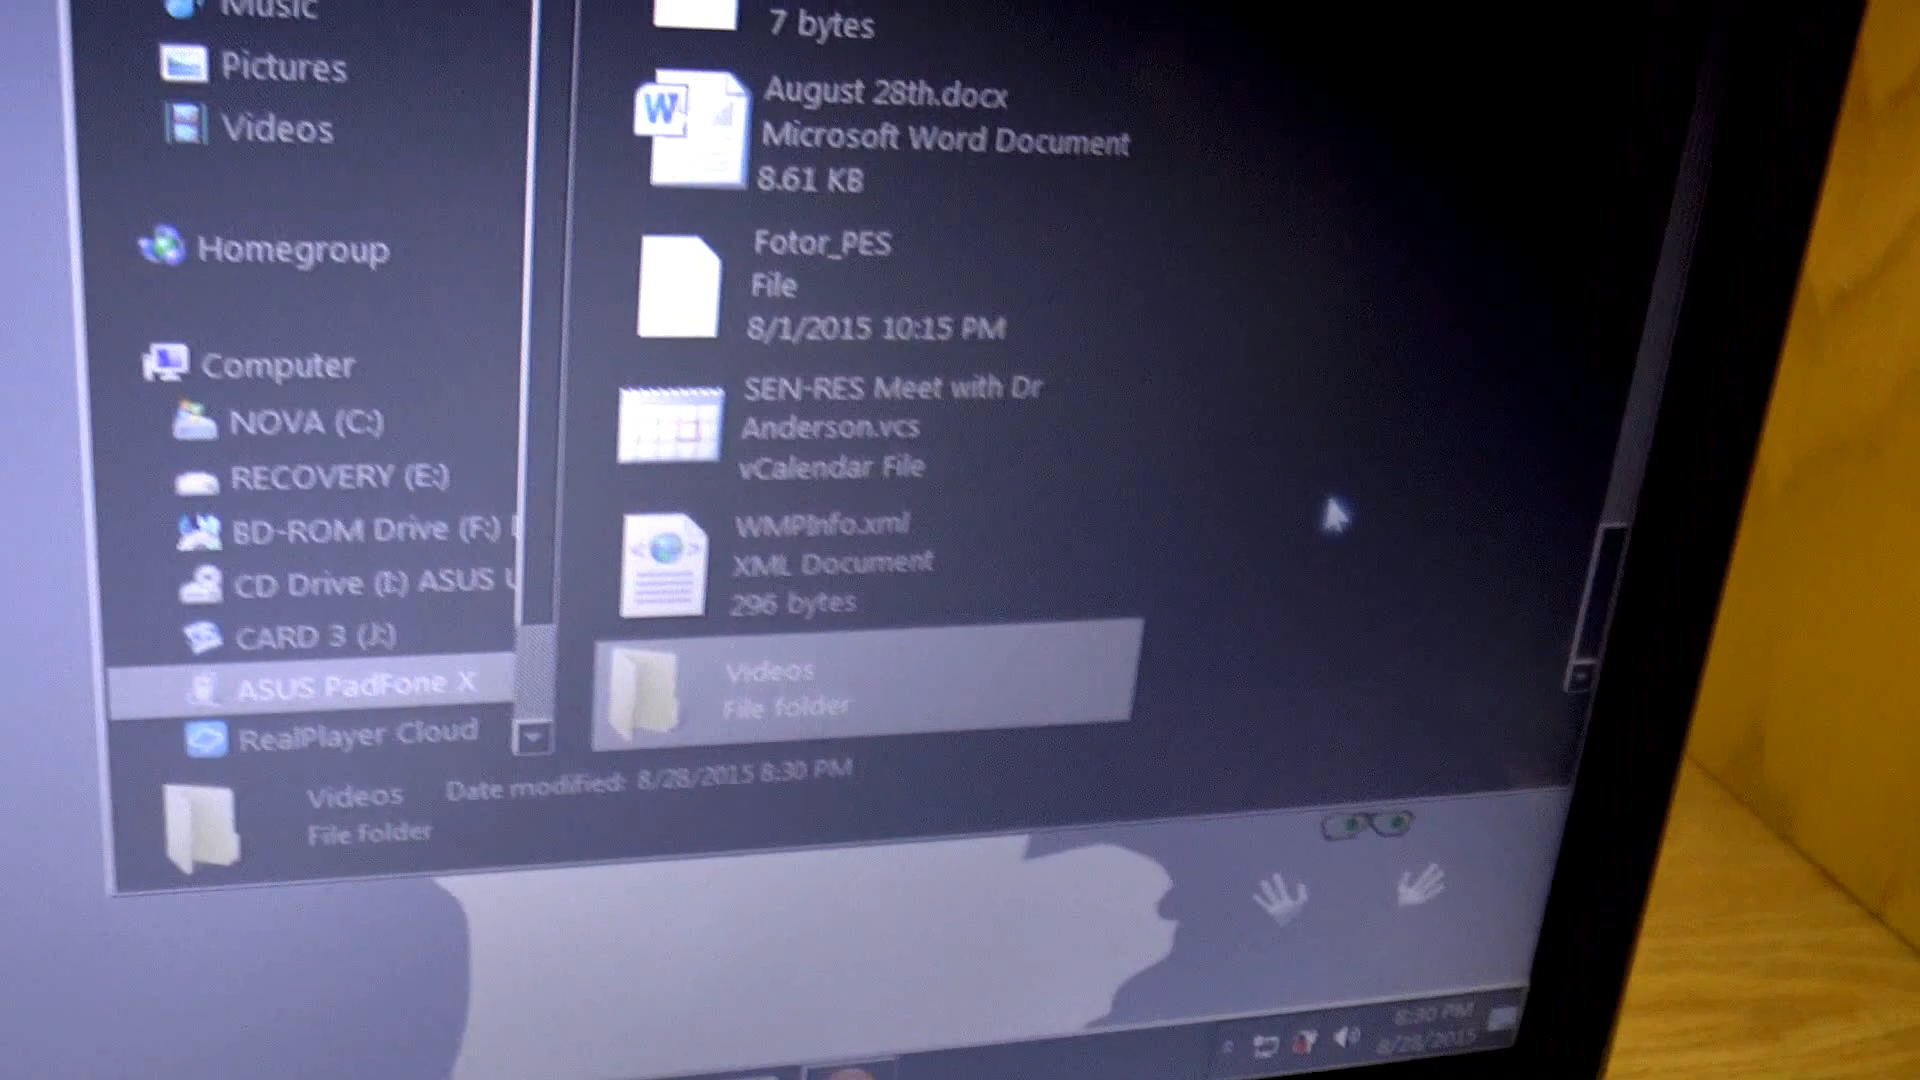 Music
Pictures
Videos
Homegroup
Computer
NOVA (C:)
RECOVERY (E:)
BD-ROM Drive (F:)
CD Drive (I:) ASUS
CARD 3 (J:)
ASUS PadFone X
RealPlayer Cloud
7 bytes
August 28th.docx
Microsoft Word Document
8.61 KB
Fotor_PES
File
8/1/2015 10:15 PM
SEN-RES Meet with Dr
Anderson.vcs
vCalendar File
WMPInfo.xml
XML Document
296 bytes
Videos
File folder
Videos Date modified: 8/28/2015 8:30 PM
File folder
8:30 PM
8/28/2015